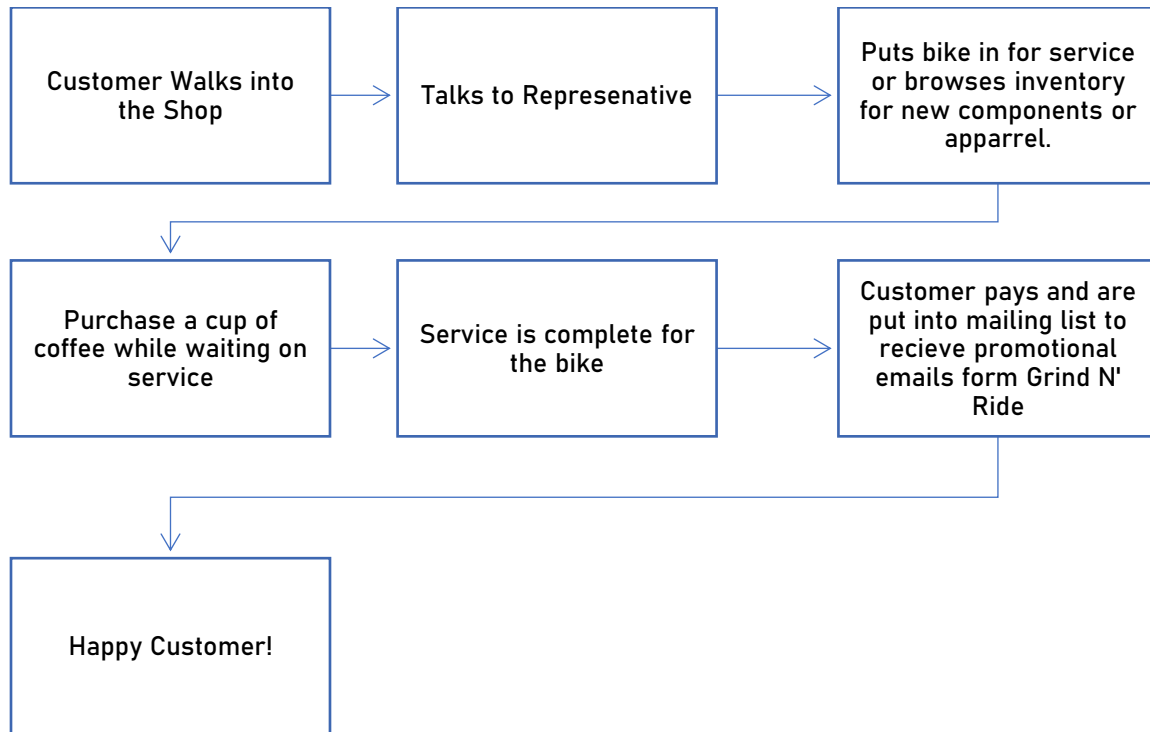 Customer Walks into
the Shop
Talks to Represenative
Puts bike in for service
or browses inventory
for new components or
apparrel.
Purchase a cup of
coffee while waiting on
service
Service is complete for
the bike
Customer pays and are
put into mailing list to
recieve promotional
emails form Grind N'
Ride
Happy Customer!